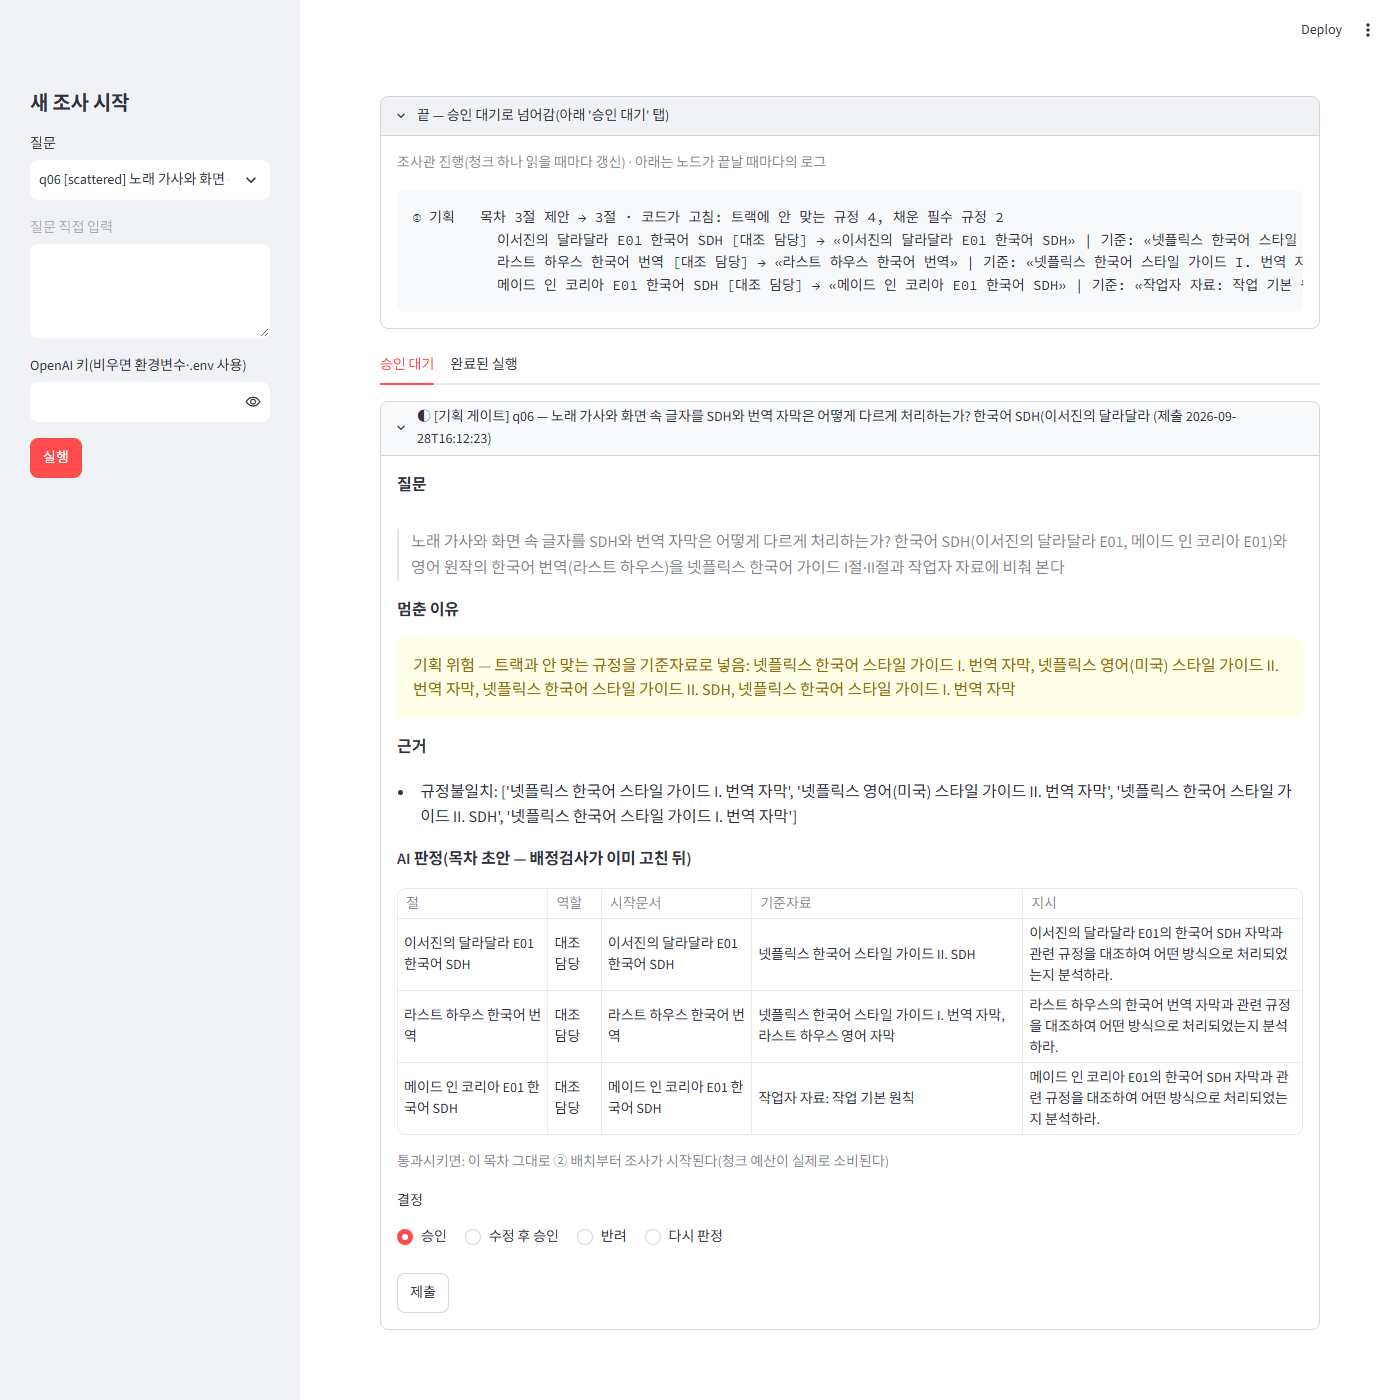 Deploy
새 조사 시작
질문
q06 [scattered] 노래 가사와 화면
질문 직접 입력
OpenAI 키(비우면 환경변수·.env 사용)
실행
끝 — 승인 대기로 넘어감(아래 '승인 대기' 탭)
조사관 진행(청크 하나 읽을 때마다 갱신) · 아래는 노드가 끝날 때마다의 로그
① 기획 목차 3절 제안 → 3절 · 코드가 고침: 트랙에 안 맞는 규정 4, 채운 필수 규정 2
이서진의 달라달라 E01 한국어 SDH [대조 담당] → «이서진의 달라달라 E01 한국어 SDH» | 기준: «넷플릭스 한국어 스타일
라스트 하우스 한국어 번역 [대조 담당] → «라스트 하우스 한국어 번역» | 기준: «넷플릭스 한국어 스타일 가이드 I. 번역
메이드 인 코리아 E01 한국어 SDH [대조 담당] → «메이드 인 코리아 E01 한국어 SDH» | 기준: «작업자 자료: 작업 기본
승인 대기 완료된 실행
◐ [기획 게이트] q06 — 노래 가사와 화면 속 글자를 SDH와 번역 자막은 어떻게 다르게 처리하는가? 한국어 SDH(이서진의 달라달라 (제출 2026-09-
28T16:12:23)
질문
노래 가사와 화면 속 글자를 SDH와 번역 자막은 어떻게 다르게 처리하는가? 한국어 SDH(이서진의 달라달라 E01, 메이드 인 코리아 E01)와
영어 원작의 한국어 번역(라스트 하우스)을 넷플릭스 한국어 가이드 I절·II절과 작업자 자료에 비춰 본다
멈춘 이유
기획 위험 — 트랙과 안 맞는 규정을 기준자료로 넣음: 넷플릭스 한국어 스타일 가이드 I. 번역 자막, 넷플릭스 영어(미국) 스타일 가이드 II.
번역 자막, 넷플릭스 한국어 스타일 가이드 II. SDH, 넷플릭스 한국어 스타일 가이드 I. 번역 자막
근거
• 규정불일치: ['넷플릭스 한국어 스타일 가이드 I. 번역 자막', '넷플릭스 영어(미국) 스타일 가이드 II. 번역 자막', '넷플릭스 한국어 스타일 가
이드 II. SDH', '넷플릭스 한국어 스타일 가이드 I. 번역 자막']
AI 판정(목차 초안 — 배정검사가 이미 고친 뒤)
절 역할 시작문서 기준자료 지시
이서진의 달라달라 E01
한국어 SDH
대조
담당
이서진의 달라달라 E01
한국어 SDH
넷플릭스 한국어 스타일 가이드 II. SDH
이서진의 달라달라 E01의 한국어 SDH 자막과
관련 규정을 대조하여 어떤 방식으로 처리되었
는지 분석하라.
라스트 하우스 한국어 번
역
대조
담당
라스트 하우스 한국어 번
역
넷플릭스 한국어 스타일 가이드 I. 번역 자막,
라스트 하우스 영어 자막
라스트 하우스의 한국어 번역 자막과 관련 규정
을 대조하여 어떤 방식으로 처리되었는지 분석
하라.
메이드 인 코리아 E01 한
국어 SDH
대조
담당
메이드 인 코리아 E01 한
국어 SDH
작업자 자료: 작업 기본 원칙
메이드 인 코리아 E01의 한국어 SDH 자막과 관
련 규정을 대조하여 어떤 방식으로 처리되었는
지 분석하라.
통과시키면: 이 목차 그대로 ② 배치부터 조사가 시작된다(청크 예산이 실제로 소비된다)
결정
승인 수정 후 승인 반려 다시 판정
제출